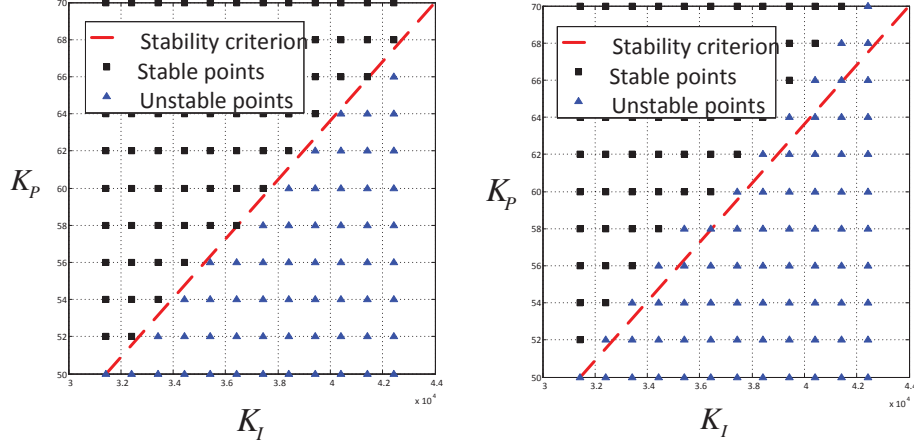 70
68
66
64
62
60
58
56
54
52
50
K_P
Stability criterion
Stable points
Unstable points
3 3.2 3.4 3.6 3.8 4 4.2 4.4
x 10^4
K_I
70
68
66
64
62
60
58
56
54
52
50
K_P
Stability criterion
Stable points
Unstable points
3 3.2 3.4 3.6 3.8 4 4.2 4.4
x 10^4
K_I